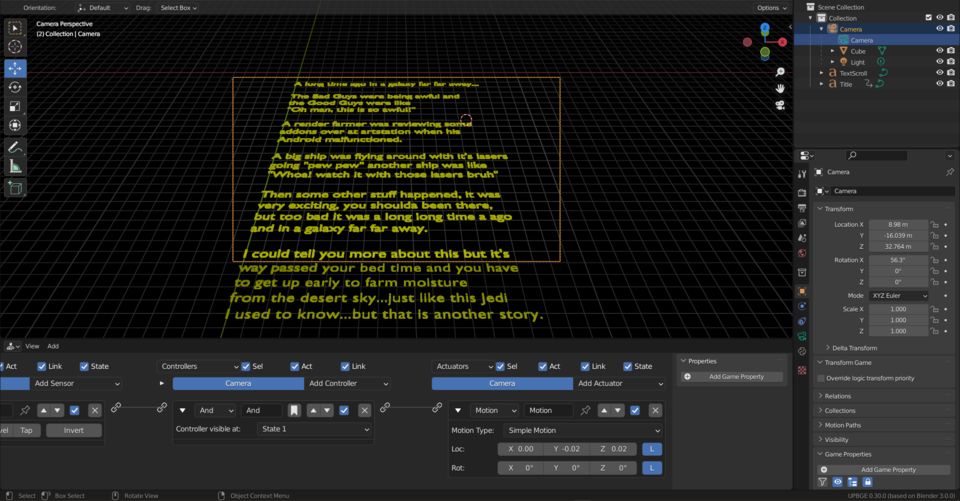 Orientation: Default Drag: Select Box Options
Camera Perspective
(2) Collection | Camera
A long time ago in a galaxy far far away...
The Bad Guys were being awful and
the Good Guys were like
"Oh man, this is so awful!"
A render farmer was reviewing some
addons over at artstation when his
Android malfunctioned.
A big ship was flying around with it's lasers
going "pew pew" another ship was like
"Whoa! watch it with those lasers bruh"
Then some other stuff happened, it was
very exciting, you shoulda been there,
but too bad it was a long long time a ago
and in a galaxy far far away.
I could tell you more about this but it's
way passed your bed time and you have
to get up early to farm moisture
from the desert sky...just like this jedi
I used to know...but that is another story.
Z
X
Scene Collection
Collection
Camera
Camera
Cube
Light
TextScroll
Title
Camera
Camera
Transform
Location X 8.98 m
Y -16.039 m
Z 32.764 m
Rotation X 56.3°
Y 0°
Z 0°
Mode XYZ Euler
Scale X 1.000
Y 1.000
Z 1.000
Delta Transform
Transform Game
Override logic transform priority
Relations
Collections
Motion Paths
Visibility
Game Properties
Add Game Property
View Add
Act Link State Controllers Sel Act Link Actuators Sel Act Link State
Add Sensor Camera Add Controller Camera Add Actuator
And And Motion Motion
vel Tap Invert
Controller visible at: State 1
Motion Type: Simple Motion
Loc: X 0.00 Y -0.02 Z 0.02 L
Rot: X 0° Y 0° Z 0° L
Properties
Add Game Property
Select Box Select Rotate View Object Context Menu UPBGE 0.30.0 (based on Blender 3.0.0)